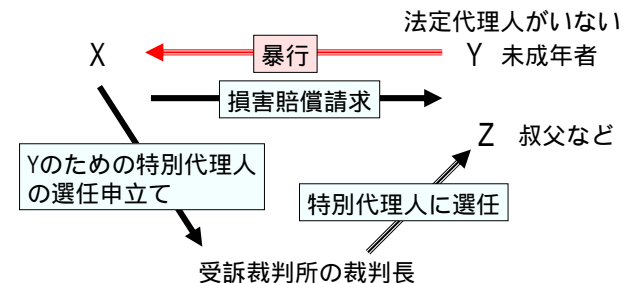 法定代理人がいない
X
暴行
Y 未成年者
損害賠償請求
Z 叔父など
Yのための特別代理人
の選任申立て
特別代理人に選任
受訴裁判所の裁判長